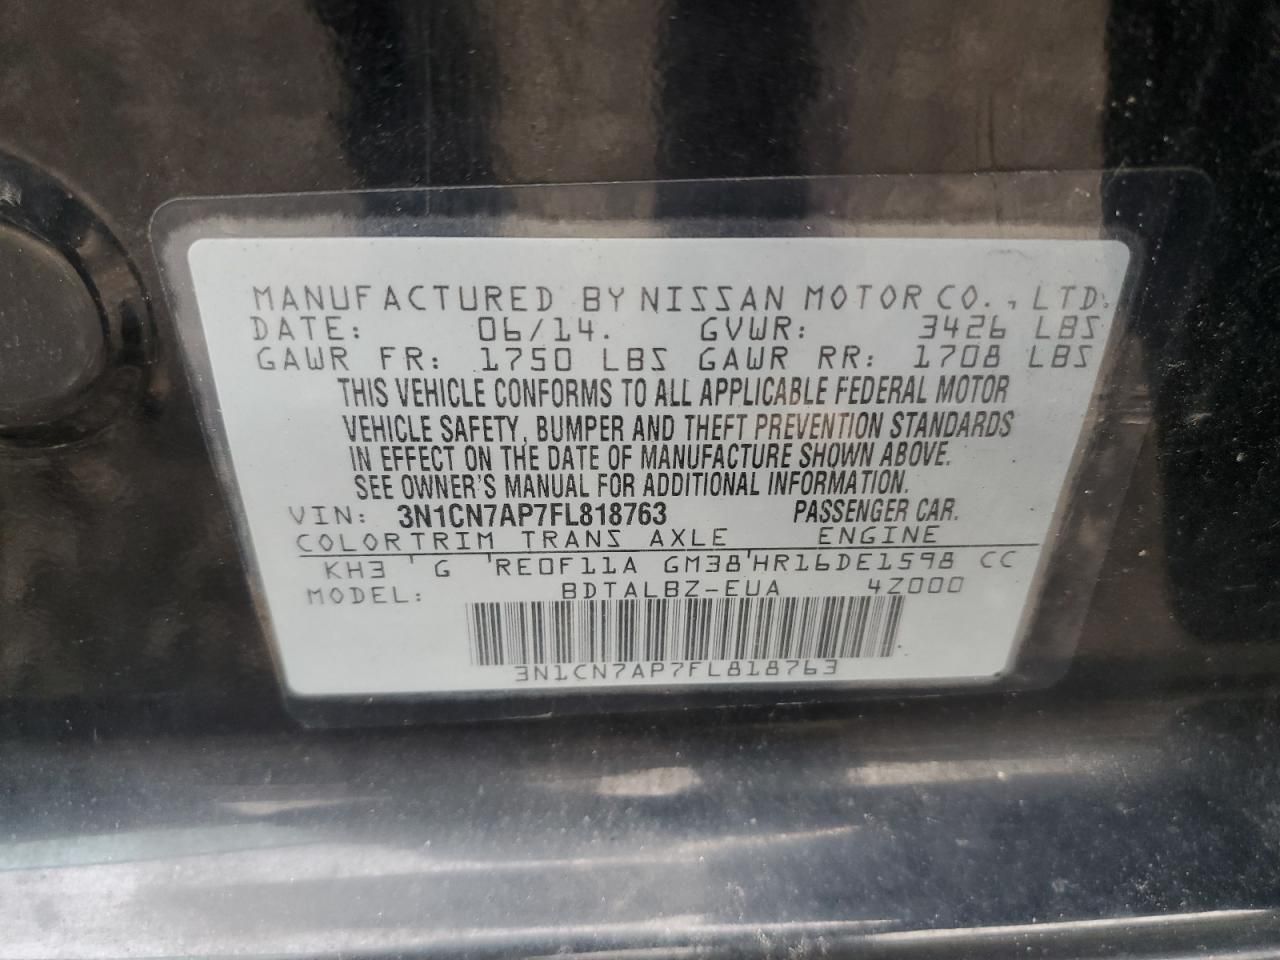 MANUFACTURED BY NISSAN MOTOR CO., LTD.
DATE: 06/14. GVWR: 3426 LBS
GAWR FR: 1750 LBS GAWR RR: 1708 LBS
THIS VEHICLE CONFORMS TO ALL APPLICABLE FEDERAL MOTOR
VEHICLE SAFETY, BUMPER AND THEFT PREVENTION STANDARDS
IN EFFECT ON THE DATE OF MANUFACTURE SHOWN ABOVE.
SEE OWNER'S MANUAL FOR ADDITIONAL INFORMATION.
VIN: 3N1CN7AP7FL818763 PASSENGER CAR.
COLORTRIM TRANS AXLE ENGINE
KH3 G RE0F11A GM38 HR16DE1598 CC
MODEL: BDTALBZ-EUA 4Z000
3N1CN7AP7FL818763